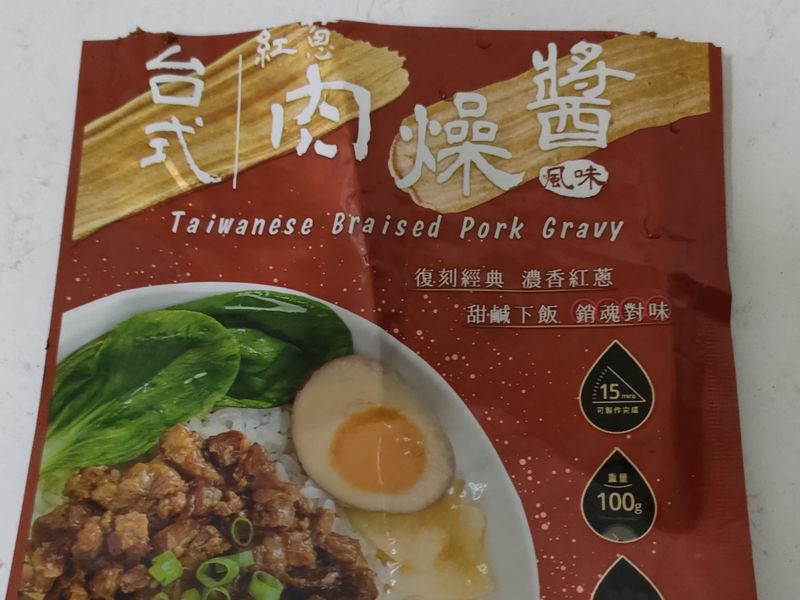 台式
紅蔥
肉燥醬
風味
Taiwanese Braised Pork Gravy
復刻經典 濃香紅蔥
甜鹹下飯 銷魂對味
15 mins
可製作完成
重量
100g